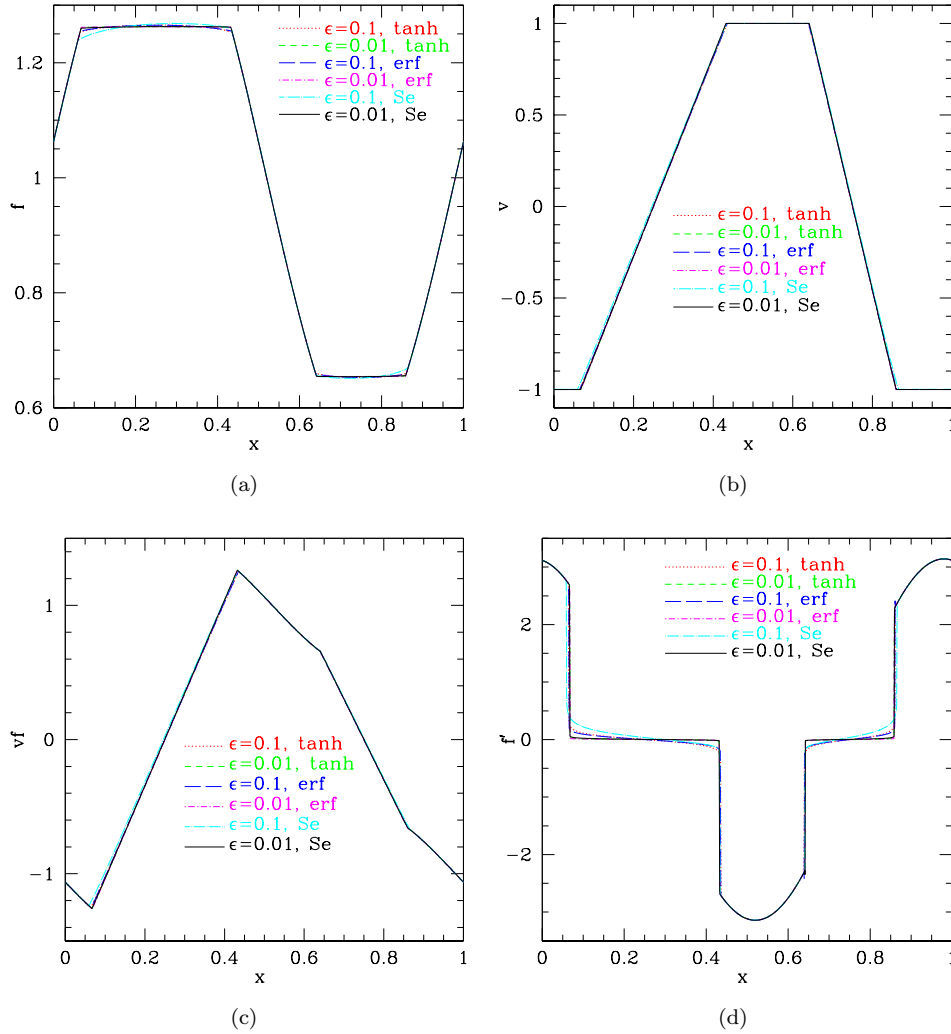 1.2
1
0.8
0.6
f
ϵ=0.1, tanh
ϵ=0.01, tanh
ϵ=0.1, erf
ϵ=0.01, erf
ϵ=0.1, Se
ϵ=0.01, Se
0 0.2 0.4 0.6 0.8 1
x
(a)
1
0.5
0
−0.5
−1
v
ϵ=0.1, tanh
ϵ=0.01, tanh
ϵ=0.1, erf
ϵ=0.01, erf
ϵ=0.1, Se
ϵ=0.01, Se
0 0.2 0.4 0.6 0.8 1
x
(b)
1
0
−1
vf
ϵ=0.1, tanh
ϵ=0.01, tanh
ϵ=0.1, erf
ϵ=0.01, erf
ϵ=0.1, Se
ϵ=0.01, Se
0 0.2 0.4 0.6 0.8 1
x
(c)
2
0
−2
f'
ϵ=0.1, tanh
ϵ=0.01, tanh
ϵ=0.1, erf
ϵ=0.01, erf
ϵ=0.1, Se
ϵ=0.01, Se
0 0.2 0.4 0.6 0.8 1
x
(d)